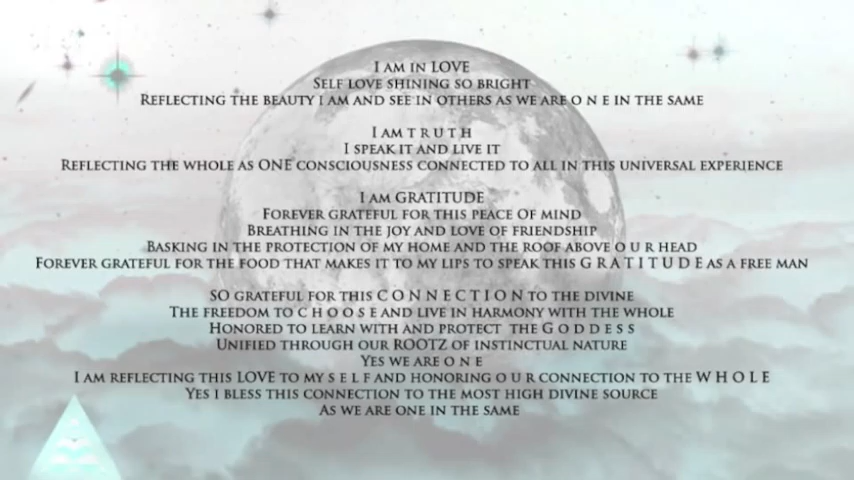 I AM IN LOVE
SELF LOVE SHINING SO BRIGHT
REFLECTING THE BEAUTY I AM AND SEE IN OTHERS AS WE ARE O N E IN THE SAME
I AM T R U T H
I SPEAK IT AND LIVE IT
REFLECTING THE WHOLE AS ONE CONSCIOUSNESS CONNECTED TO ALL IN THIS UNIVERSAL EXPERIENCE
I AM GRATITUDE
FOREVER GRATEFUL FOR THIS PEACE OF MIND
BREATHING IN THE JOY AND LOVE OF FRIENDSHIP
BASKING IN THE PROTECTION OF MY HOME AND THE ROOF ABOVE O U R HEAD
FOREVER GRATEFUL FOR THE FOOD THAT MAKES IT TO MY LIPS TO SPEAK THIS G R A T I T U D E AS A FREE MAN
SO GRATEFUL FOR THIS C O N N E C T I O N TO THE DIVINE
THE FREEDOM TO C H O O S E AND LIVE IN HARMONY WITH THE WHOLE
HONORED TO LEARN WITH AND PROTECT THE G O D D E S S
UNIFIED THROUGH OUR ROOTZ OF INSTINCTUAL NATURE
YES WE ARE O N E
I AM REFLECTING THIS LOVE TO MY S E L F AND HONORING O U R CONNECTION TO THE W H O L E
YES I BLESS THIS CONNECTION TO THE MOST HIGH DIVINE SOURCE
AS WE ARE ONE IN THE SAME